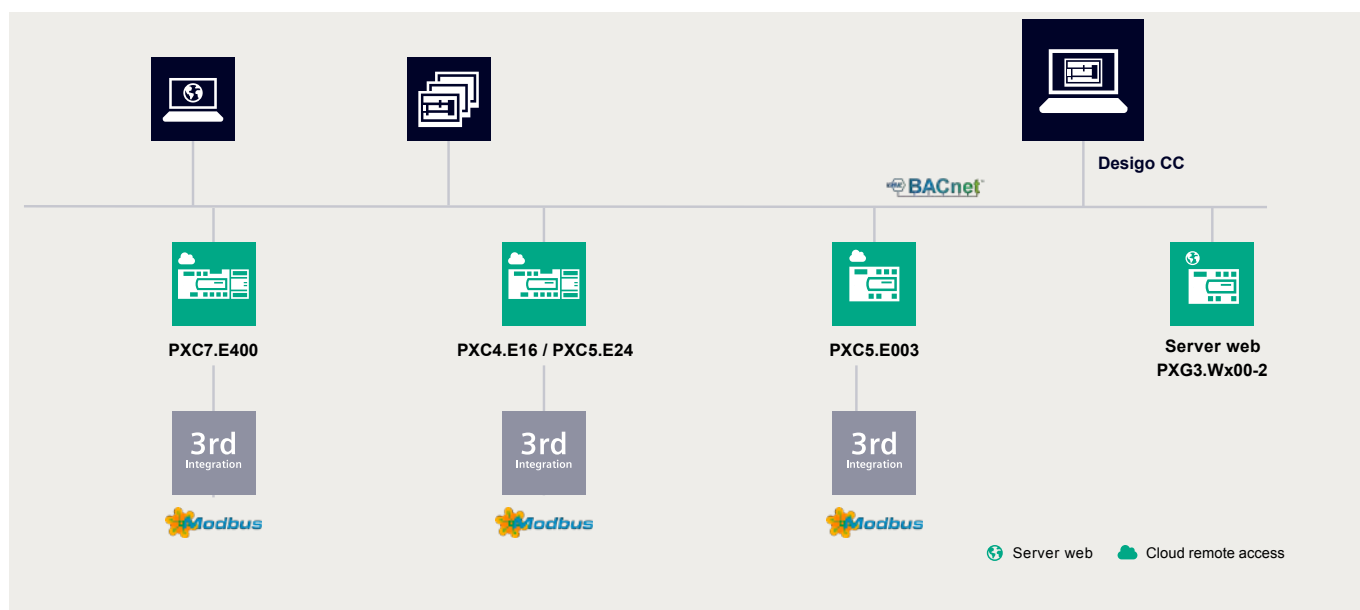 Desigo CC
BACnet
PXC7.E400
PXC4.E16 / PXC5.E24
PXC5.E003
Server web
PXG3.Wx00-2
3rd
Integration
3rd
Integration
3rd
Integration
Modbus
Modbus
Modbus
Server web
Cloud remote access